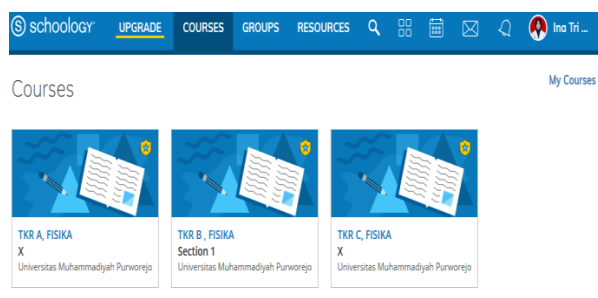 S schoology UPGRADE COURSES GROUPS RESOURCES Ina Tri ...
Courses
My Courses
TKR A, FISIKA
X
Universitas Muhammadiyah Purworejo
TKR B , FISIKA
Section 1
Universitas Muhammadiyah Purworejo
TKR C, FISIKA
X
Universitas Muhammadiyah Purworejo